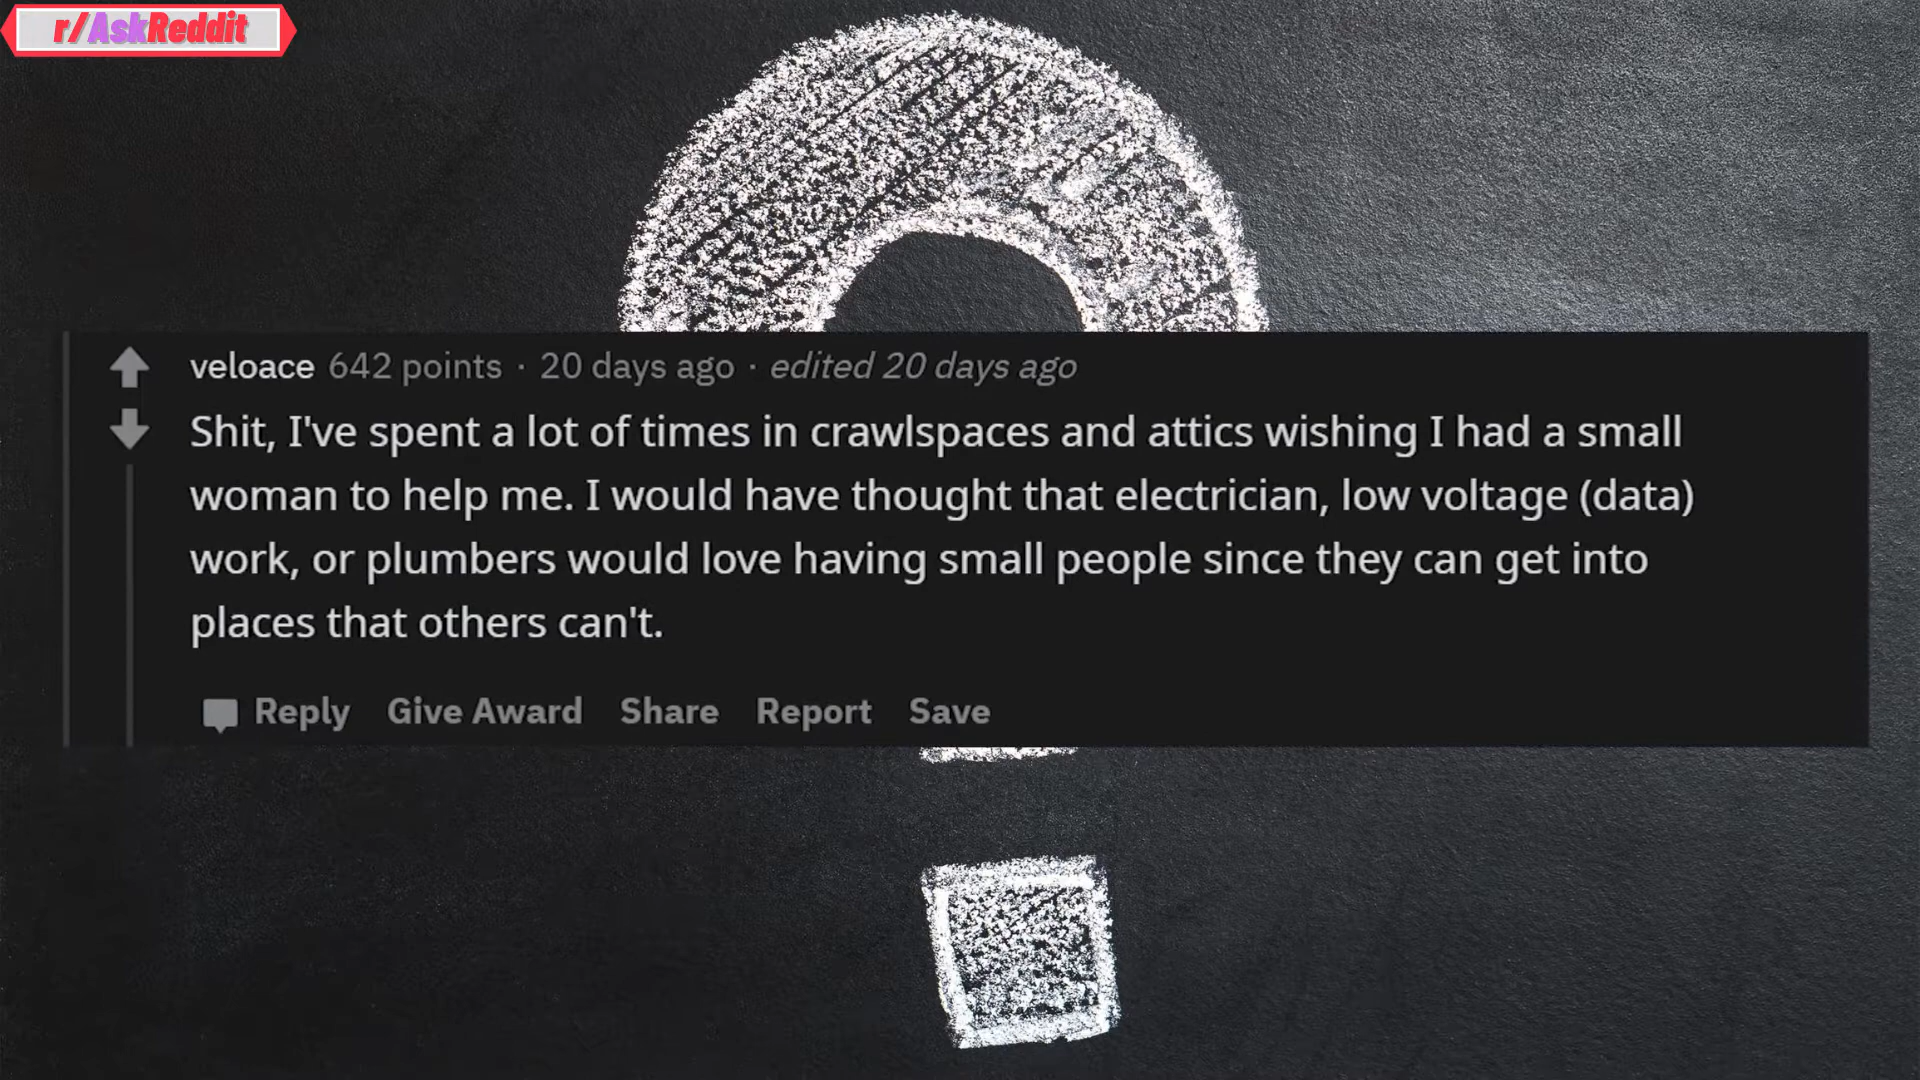 r/AskReddit
veloace 642 points · 20 days ago · edited 20 days ago
Shit, I've spent a lot of times in crawlspaces and attics wishing I had a small
woman to help me. I would have thought that electrician, low voltage (data)
work, or plumbers would love having small people since they can get into
places that others can't.
Reply Give Award Share Report Save